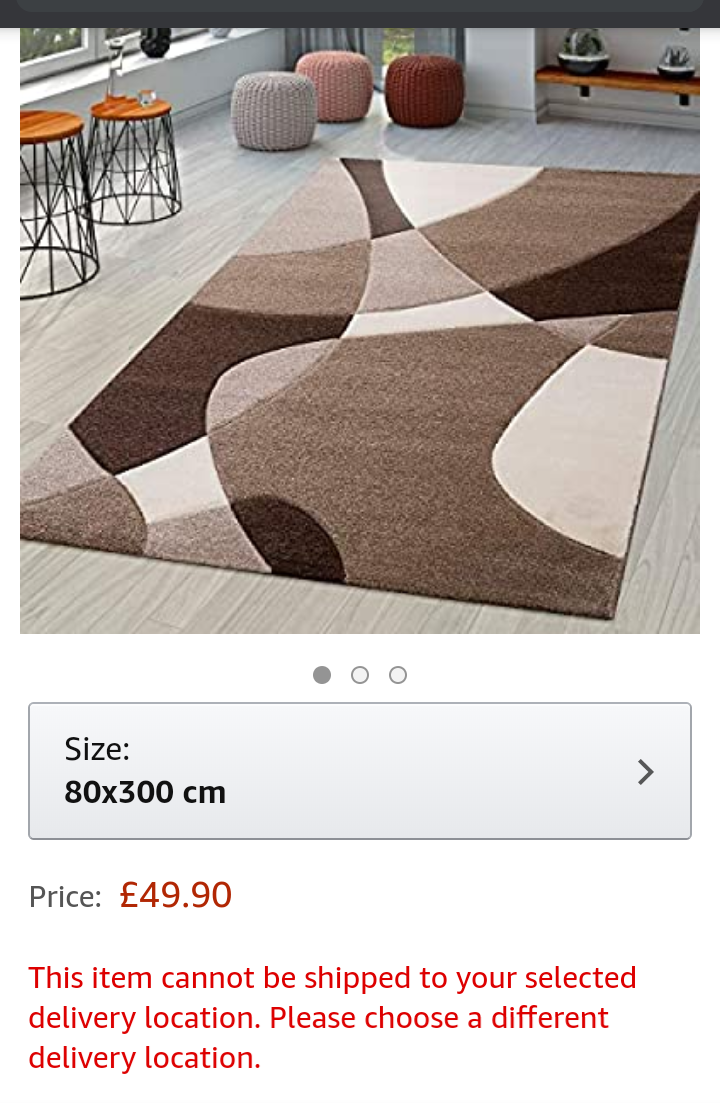 Size:
80x300 cm
Price: £49.90
This item cannot be shipped to your selected
delivery location. Please choose a different
delivery location.